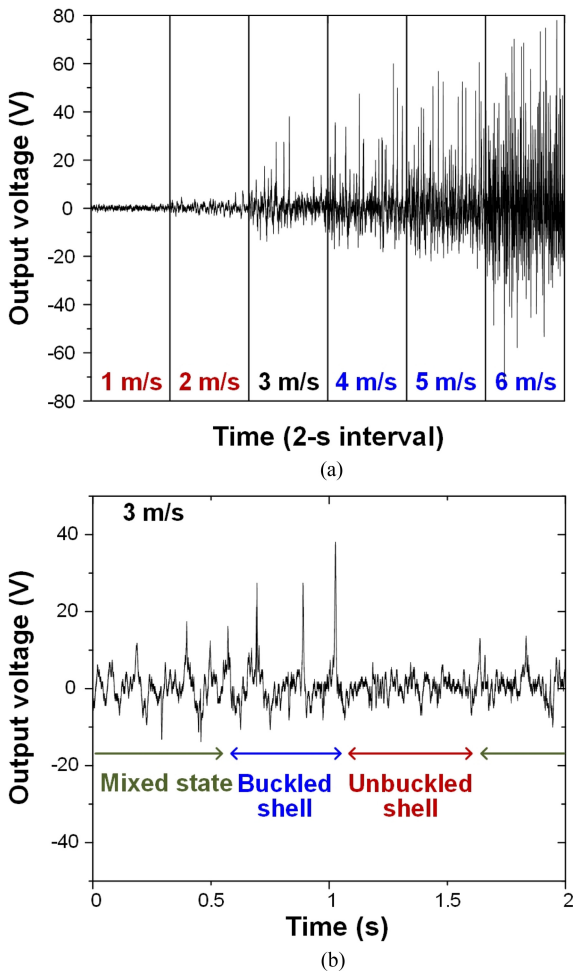 80
60
40
20
0
-20
-40
-60
-80
Output voltage (V)
1 m/s 2 m/s 3 m/s 4 m/s 5 m/s 6 m/s
Time (2-s interval)
(a)
3 m/s
40
20
0
-20
-40
Output voltage (V)
Mixed state Buckled Unbuckled
shell shell
0 0.5 1 1.5 2
Time (s)
(b)